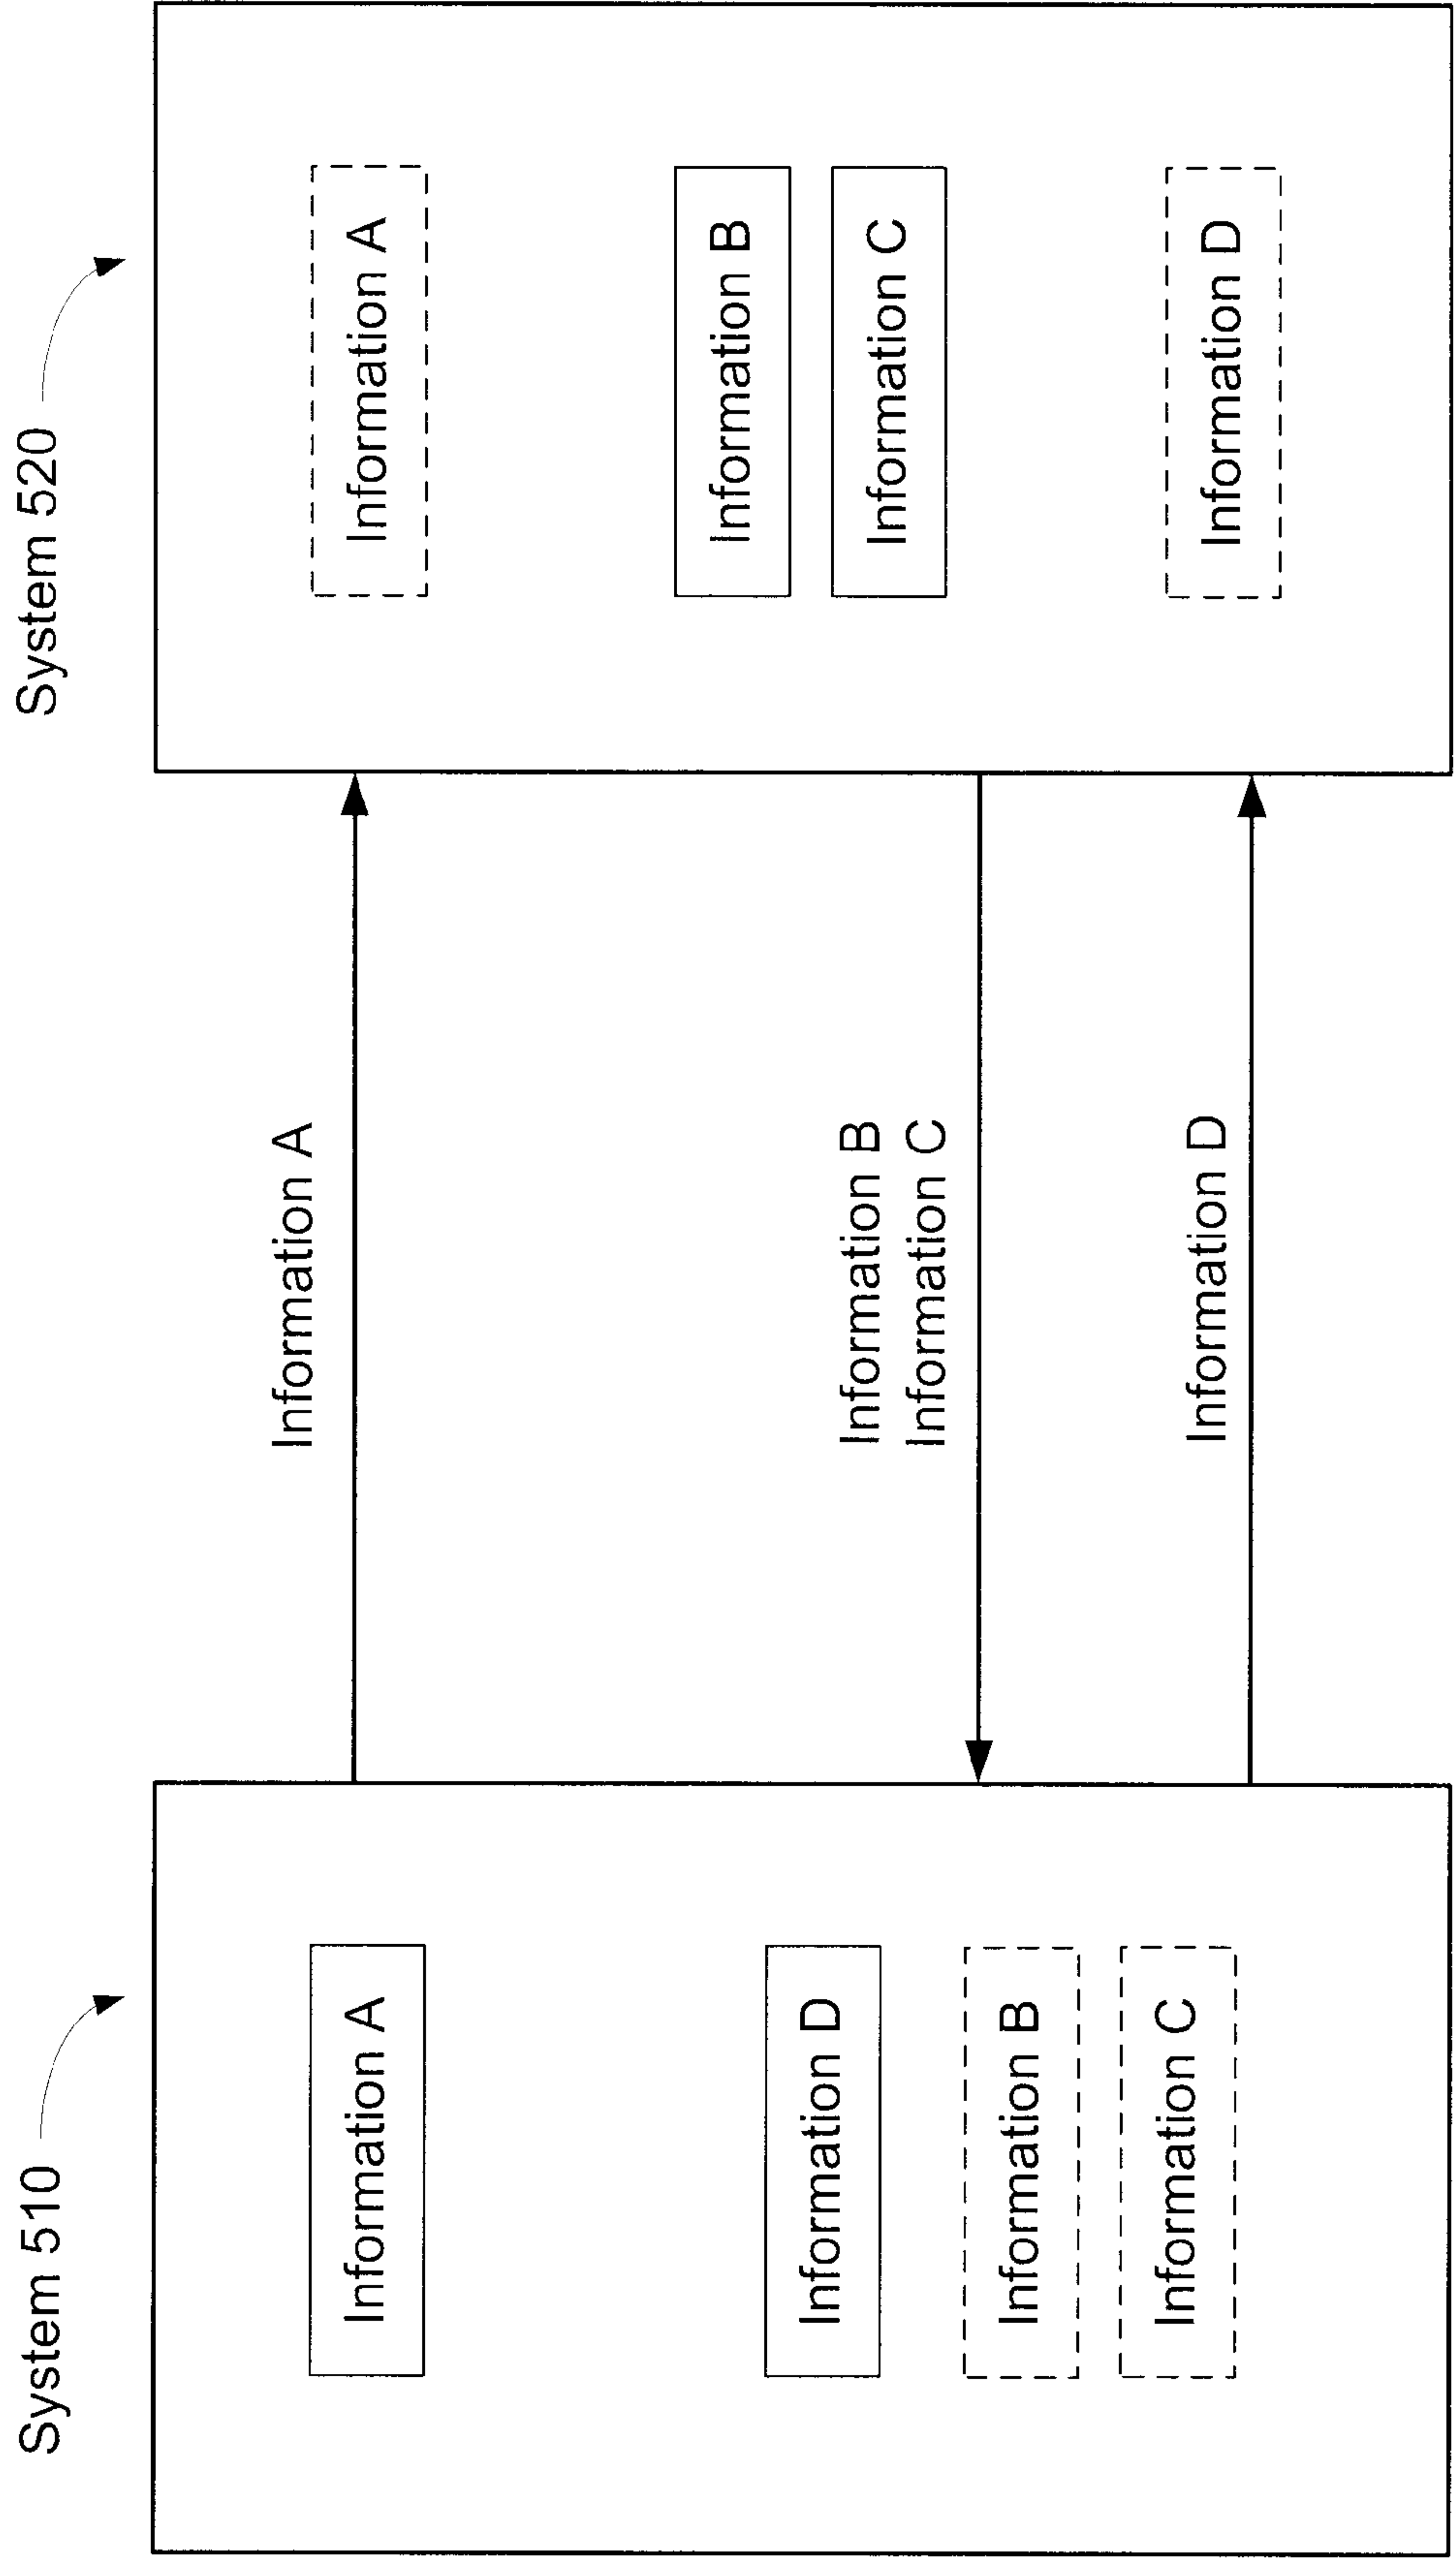 System 510
System 520
Information A
Information A
Information A
Information B
Information D
Information B
Information C
Information C
Information B
Information D
Information D
Information C